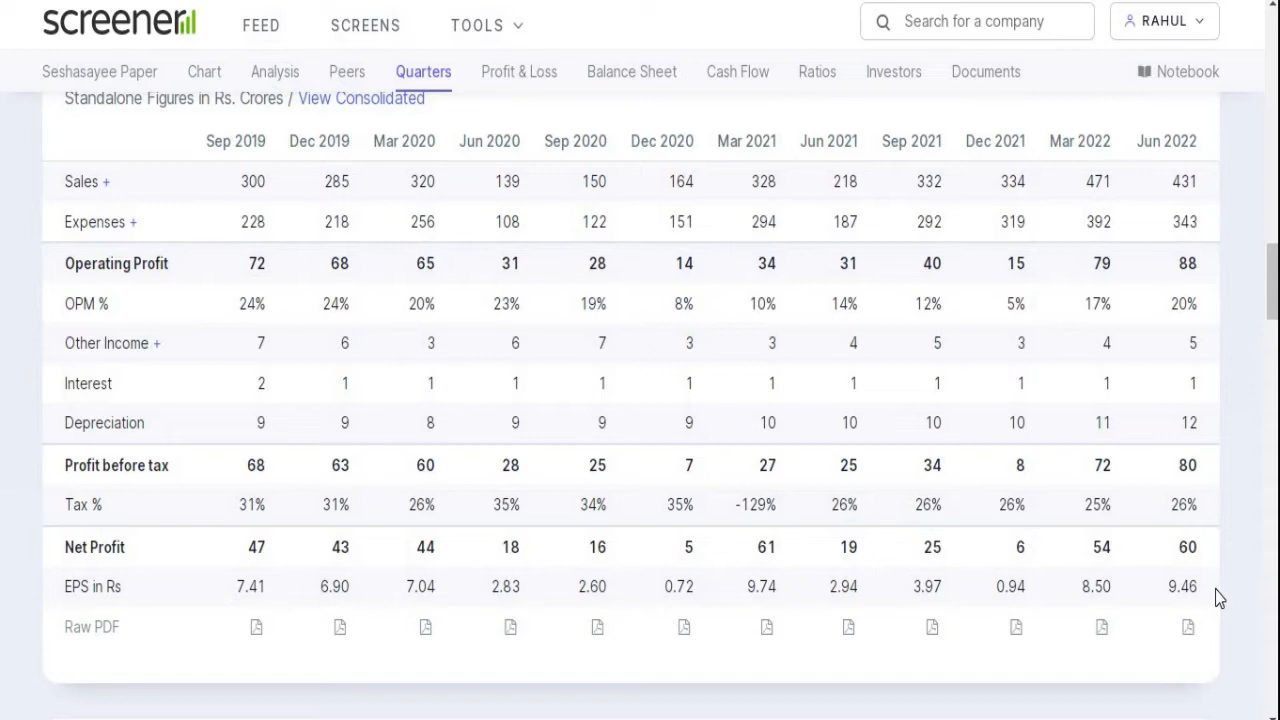 screener FEED SCREENS TOOLS Search for a company RAHUL
Seshasayee Paper Chart Analysis Peers Quarters Profit & Loss Balance Sheet Cash Flow Ratios Investors Documents Notebook
Standalone Figures in Rs. Crores / View Consolidated
Sep 2019 Dec 2019 Mar 2020 Jun 2020 Sep 2020 Dec 2020 Mar 2021 Jun 2021 Sep 2021 Dec 2021 Mar 2022 Jun 2022
Sales + 300 285 320 139 150 164 328 218 332 334 471 431
Expenses + 228 218 256 108 122 151 294 187 292 319 392 343
Operating Profit 72 68 65 31 28 14 34 31 40 15 79 88
OPM % 24% 24% 20% 23% 19% 8% 10% 14% 12% 5% 17% 20%
Other Income + 7 6 3 6 7 3 3 4 5 3 4 5
Interest 2 1 1 1 1 1 1 1 1 1 1 1
Depreciation 9 9 8 9 9 9 10 10 10 10 11 12
Profit before tax 68 63 60 28 25 7 27 25 34 8 72 80
Tax % 31% 31% 26% 35% 34% 35% -129% 26% 26% 26% 25% 26%
Net Profit 47 43 44 18 16 5 61 19 25 6 54 60
EPS in Rs 7.41 6.90 7.04 2.83 2.60 0.72 9.74 2.94 3.97 0.94 8.50 9.46
Raw PDF